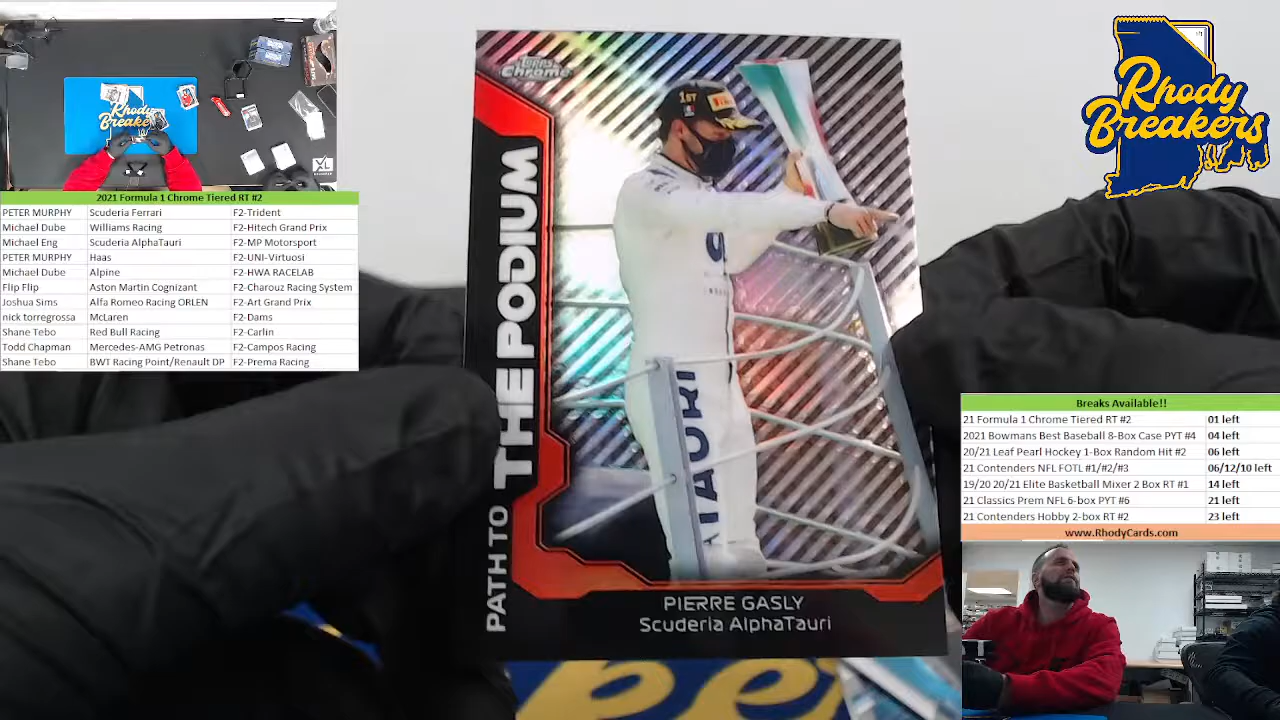 Rhody
Breakers
2021 Formula 1 Chrome Tiered RT #2
PETER MURPHY Scuderia Ferrari F2-Trident
Michael Dube Williams Racing F2-Hitech Grand Prix
Michael Eng Scuderia AlphaTauri F2-MP Motorsport
PETER MURPHY Haas F2-UNI-Virtuosi
Michael Dube Alpine F2-HWA RACELAB
Flip Flip Aston Martin Cognizant F2-Charouz Racing System
Joshua Sims Alfa Romeo Racing ORLEN F2-Art Grand Prix
nick torregrossa McLaren F2-Dams
Shane Tebo Red Bull Racing F2-Carlin
Todd Chapman Mercedes-AMG Petronas F2-Campos Racing
Shane Tebo BWT Racing Point/Renault DP F2-Prema Racing
Topps
Chrome
1ST
PATH TO THE PODIUM
TAURI
PIERRE GASLY
Scuderia AlphaTauri
Rhody
Breakers
Breaks Available!!
21 Formula 1 Chrome Tiered RT #2 01 left
2021 Bowmans Best Baseball 8-Box Case PYT #4 04 left
20/21 Leaf Pearl Hockey 1-Box Random Hit #2 06 left
21 Contenders NFL FOTL #1/#2/#3 06/12/10 left
19/20 20/21 Elite Basketball Mixer 2 Box RT #1 14 left
21 Classics Prem NFL 6-box PYT #6 21 left
21 Contenders Hobby 2-box RT #2 23 left
www.RhodyCards.com
XL